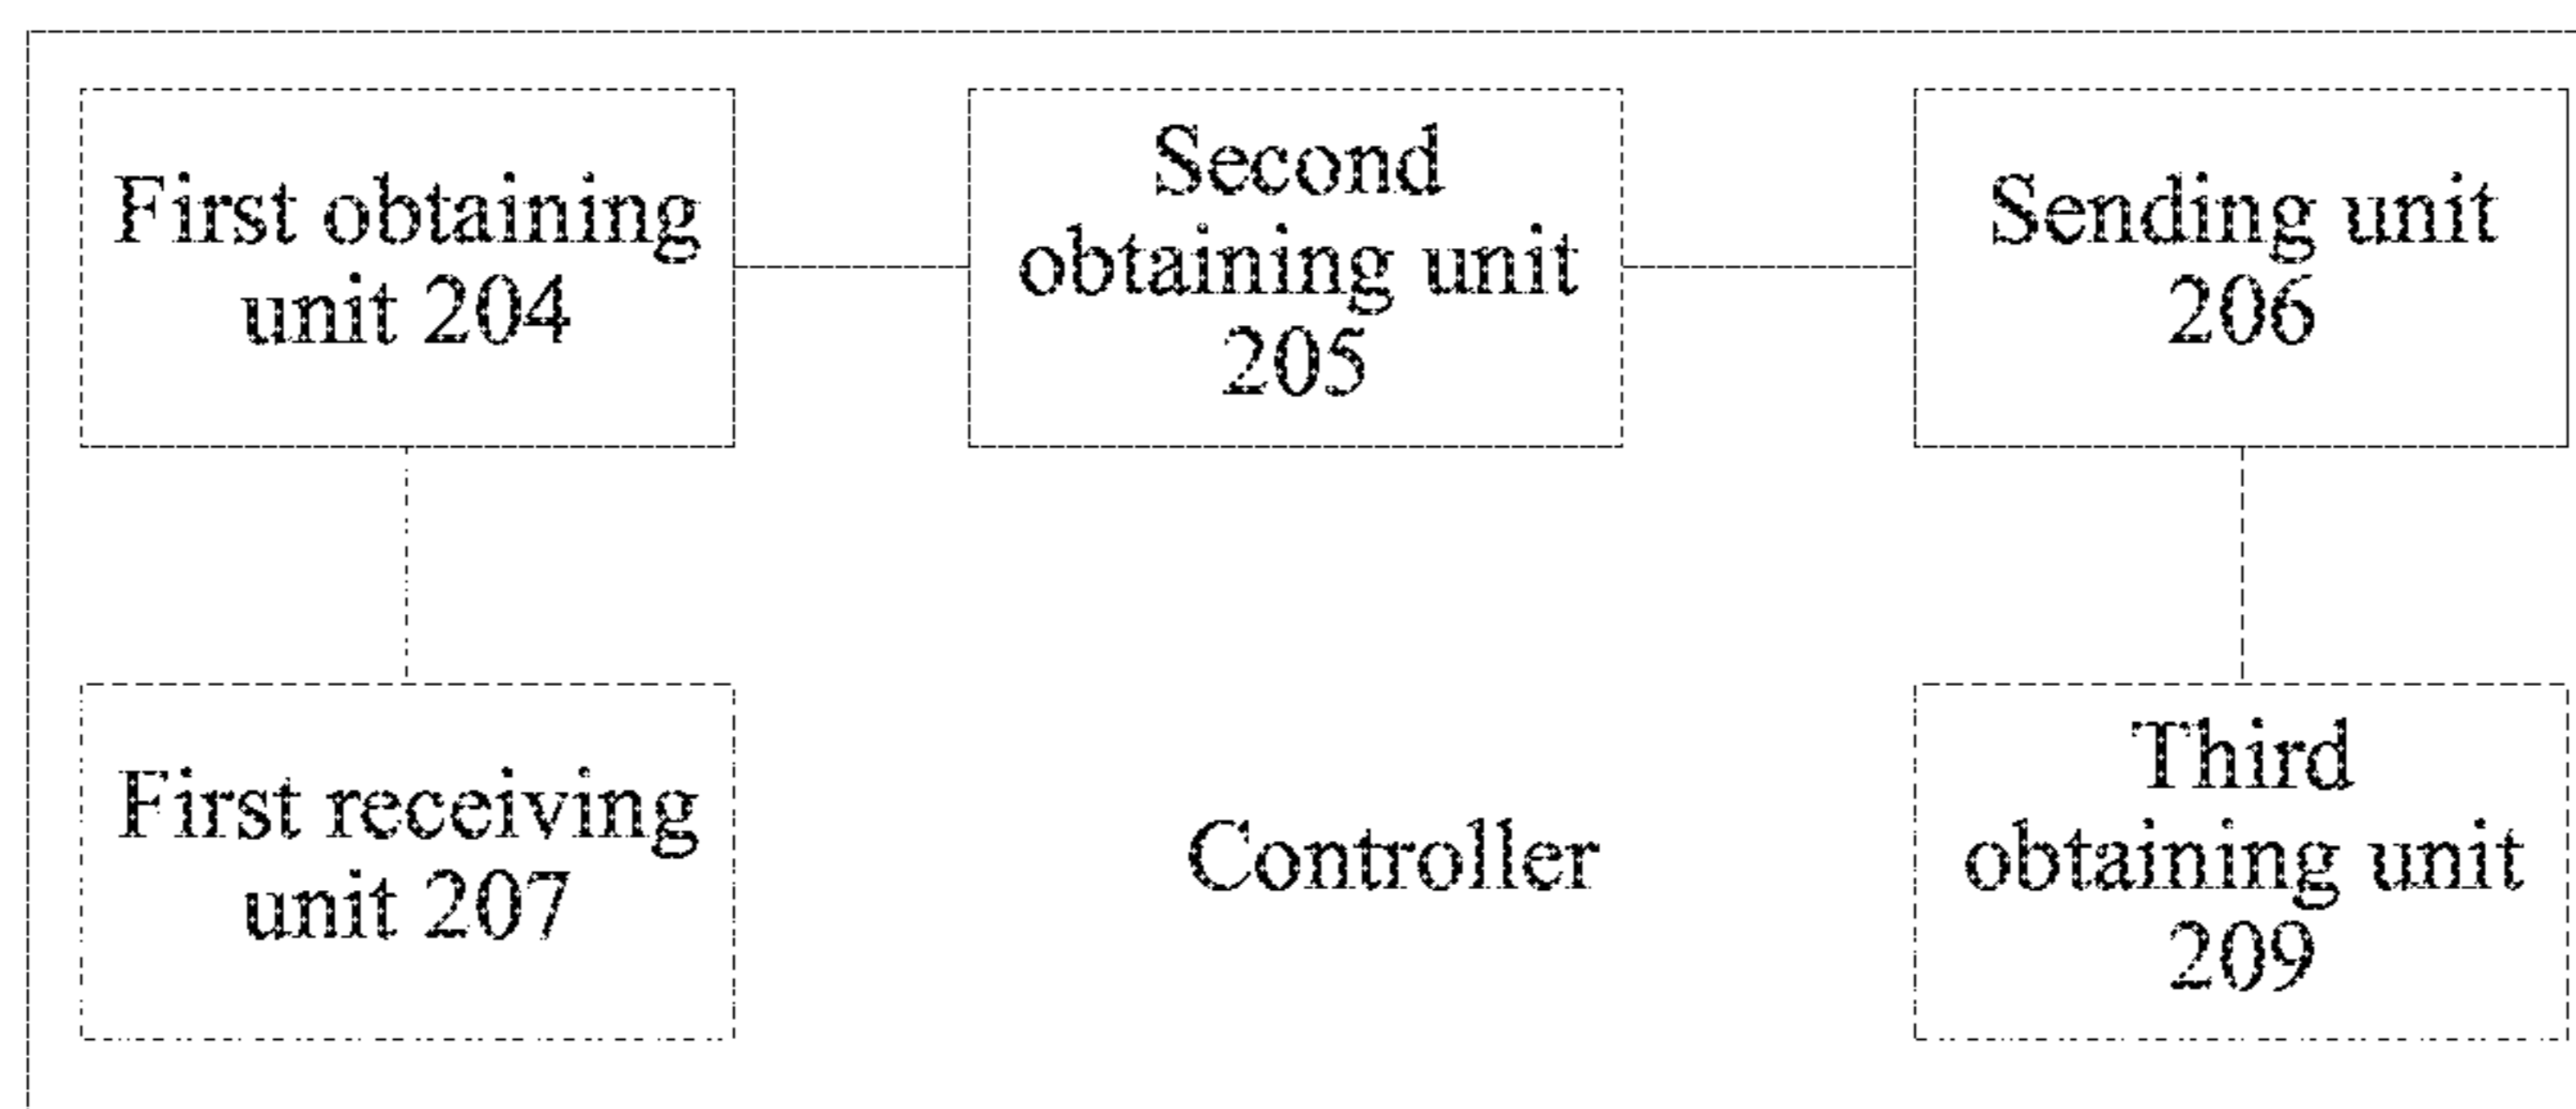 First obtaining
unit 204
Second
obtaining unit
205
Sending unit
206
First receiving
unit 207
Controller
Third
obtaining unit
209